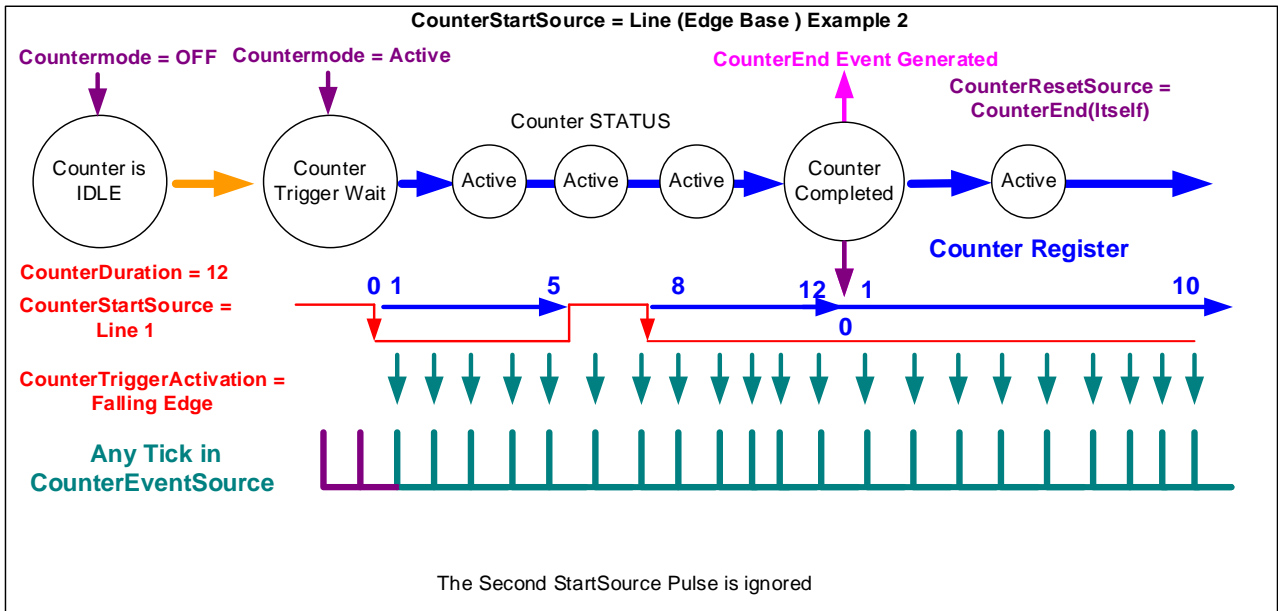 CounterStartSource = Line (Edge Base ) Example 2
Countermode = OFF
Countermode = Active
CounterEnd Event Generated
CounterResetSource =
CounterEnd(Itself)
Counter STATUS
Counter is
IDLE
Counter
Trigger Wait
Active
Active
Active
Counter
Completed
Active
Counter Register
CounterDuration = 12
0 1
5
8
12
1
10
0
CounterStartSource =
Line 1
CounterTriggerActivation =
Falling Edge
Any Tick in
CounterEventSource
The Second StartSource Pulse is ignored